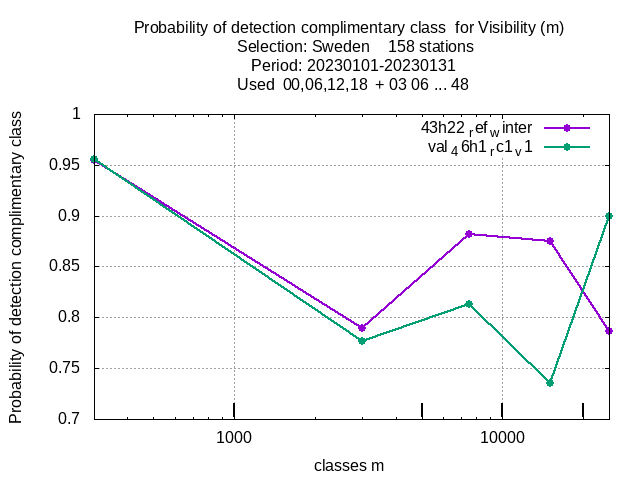 Probability of detection complimentary class  for Visibility (m)
Selection: Sweden    158 stations
Period: 20230101-20230131
Used  00,06,12,18  + 03 06 ... 48
Probability of detection complimentary class
1
0.95
0.9
0.85
0.8
0.75
0.7
43h22refwinter
val46h1rc1v1
1000
10000
classes m